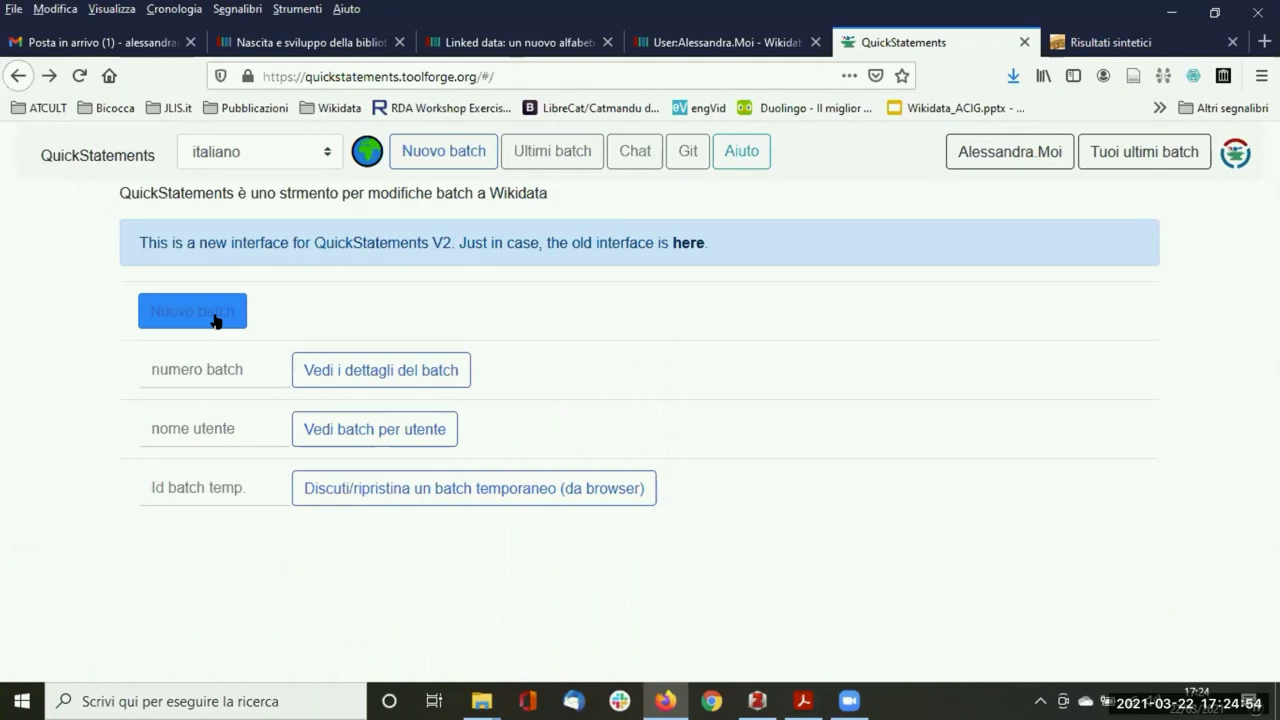 File Modifica Visualizza Cronologia Segnalibri Strumenti Aiuto
Posta in arrivo (1) - alessandra
Nascita e sviluppo della bibliot
Linked data: un nuovo alfabet
User:Alessandra.Moi - Wikidat
QuickStatements
Risultati sintetici
https://quickstatements.toolforge.org/#/
ATCULT Bicocca JLIS.it Pubblicazioni Wikidata RDA Workshop Exercis... LibreCat/Catmandu d... engVid Duolingo - Il miglior ... Wikidata_ACIG.pptx - ... Altri segnalibri
QuickStatements italiano Nuovo batch Ultimi batch Chat Git Aiuto Alessandra.Moi Tuoi ultimi batch
QuickStatements è uno strmento per modifiche batch a Wikidata
This is a new interface for QuickStatements V2. Just in case, the old interface is here.
Nuovo batch
numero batch Vedi i dettagli del batch
nome utente Vedi batch per utente
Id batch temp. Discuti/ripristina un batch temporaneo (da browser)
Scrivi qui per eseguire la ricerca
17:24
2021-03-22 17:24:54